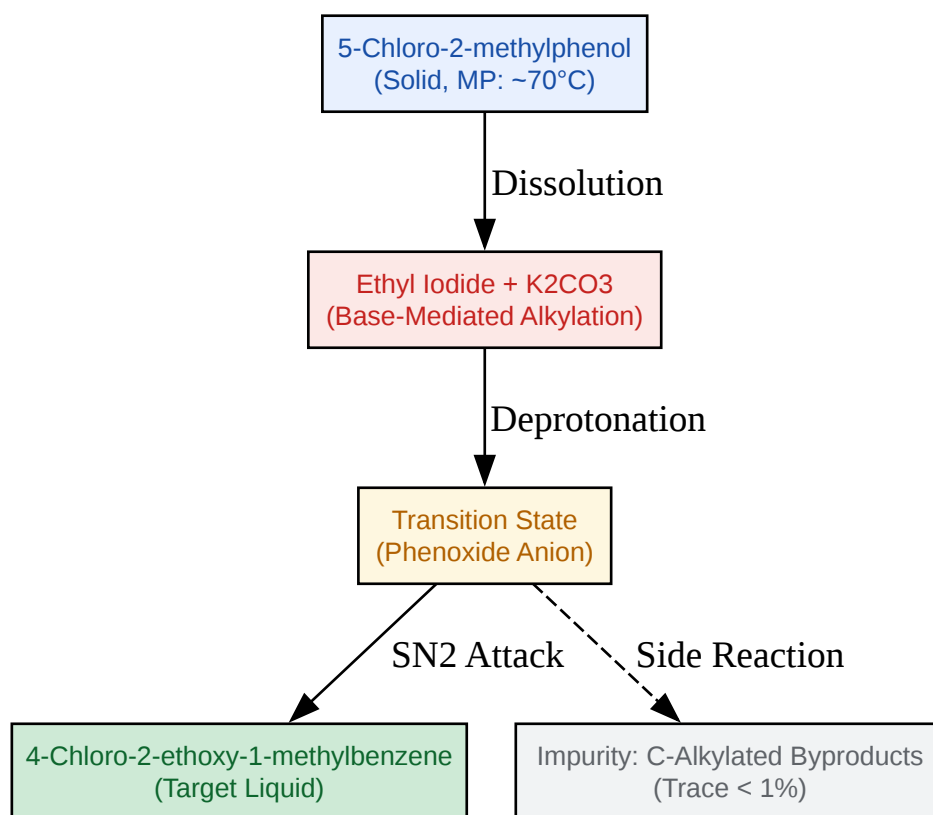 5-Chloro-2-methylphenol
(Solid, MP: ~70°C)
Dissolution
Ethyl Iodide + K2CO3
(Base-Mediated Alkylation)
Deprotonation
Transition State
(Phenoxide Anion)
SN2 Attack
Side Reaction
4-Chloro-2-ethoxy-1-methylbenzene
(Target Liquid)
Impurity: C-Alkylated Byproducts
(Trace < 1%)